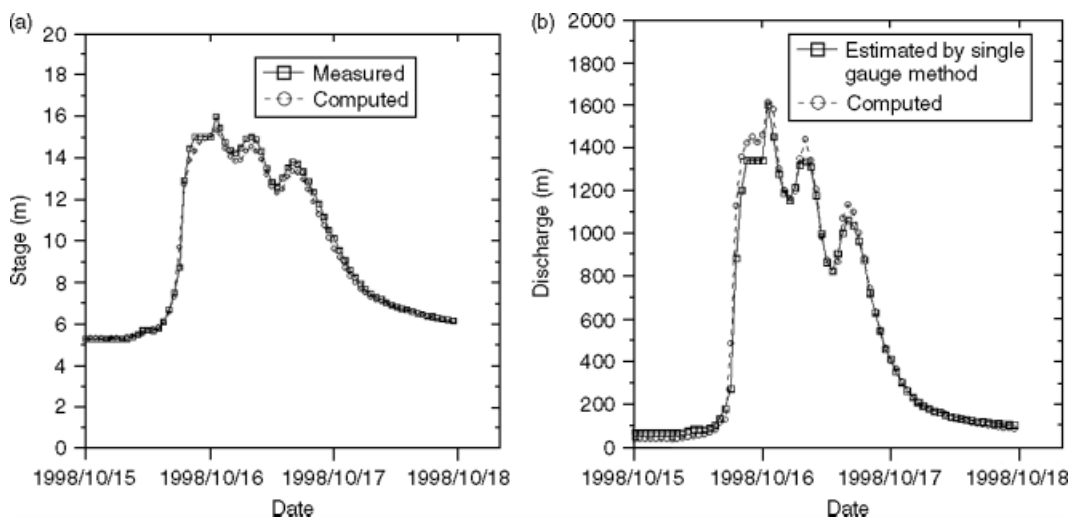 (a)
20
18
16
14
12
10
8
6
4
2
0
Stage (m)
Measured
Computed
1998/10/15
1998/10/16
1998/10/17
1998/10/18
Date
(b)
2000
1800
1600
1400
1200
1000
800
600
400
200
0
Discharge (m)
Estimated by single
gauge method
Computed
1998/10/15
1998/10/16
1998/10/17
1998/10/18
Date